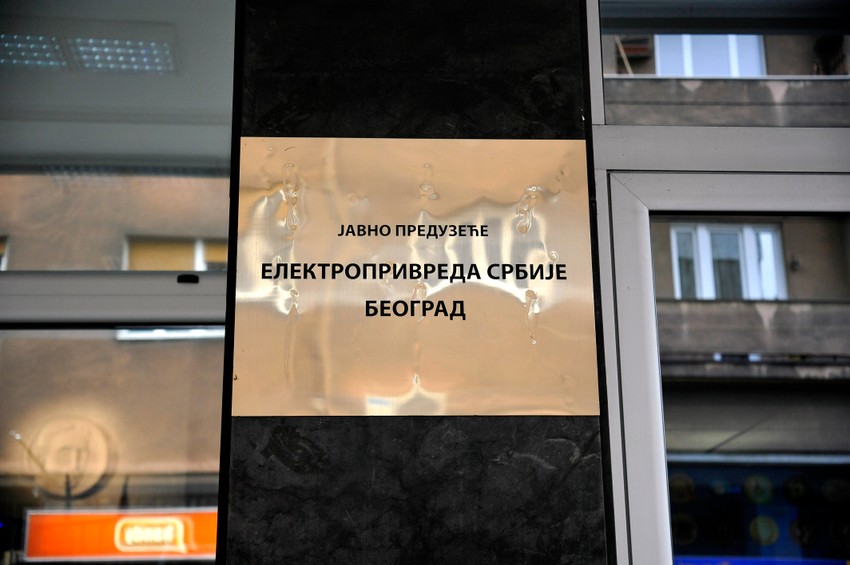 ЈАВНО ПРЕДУЗЕЋЕ
ЕЛЕКТРОПРИВРЕДА СРБИЈЕ
БЕОГРАД